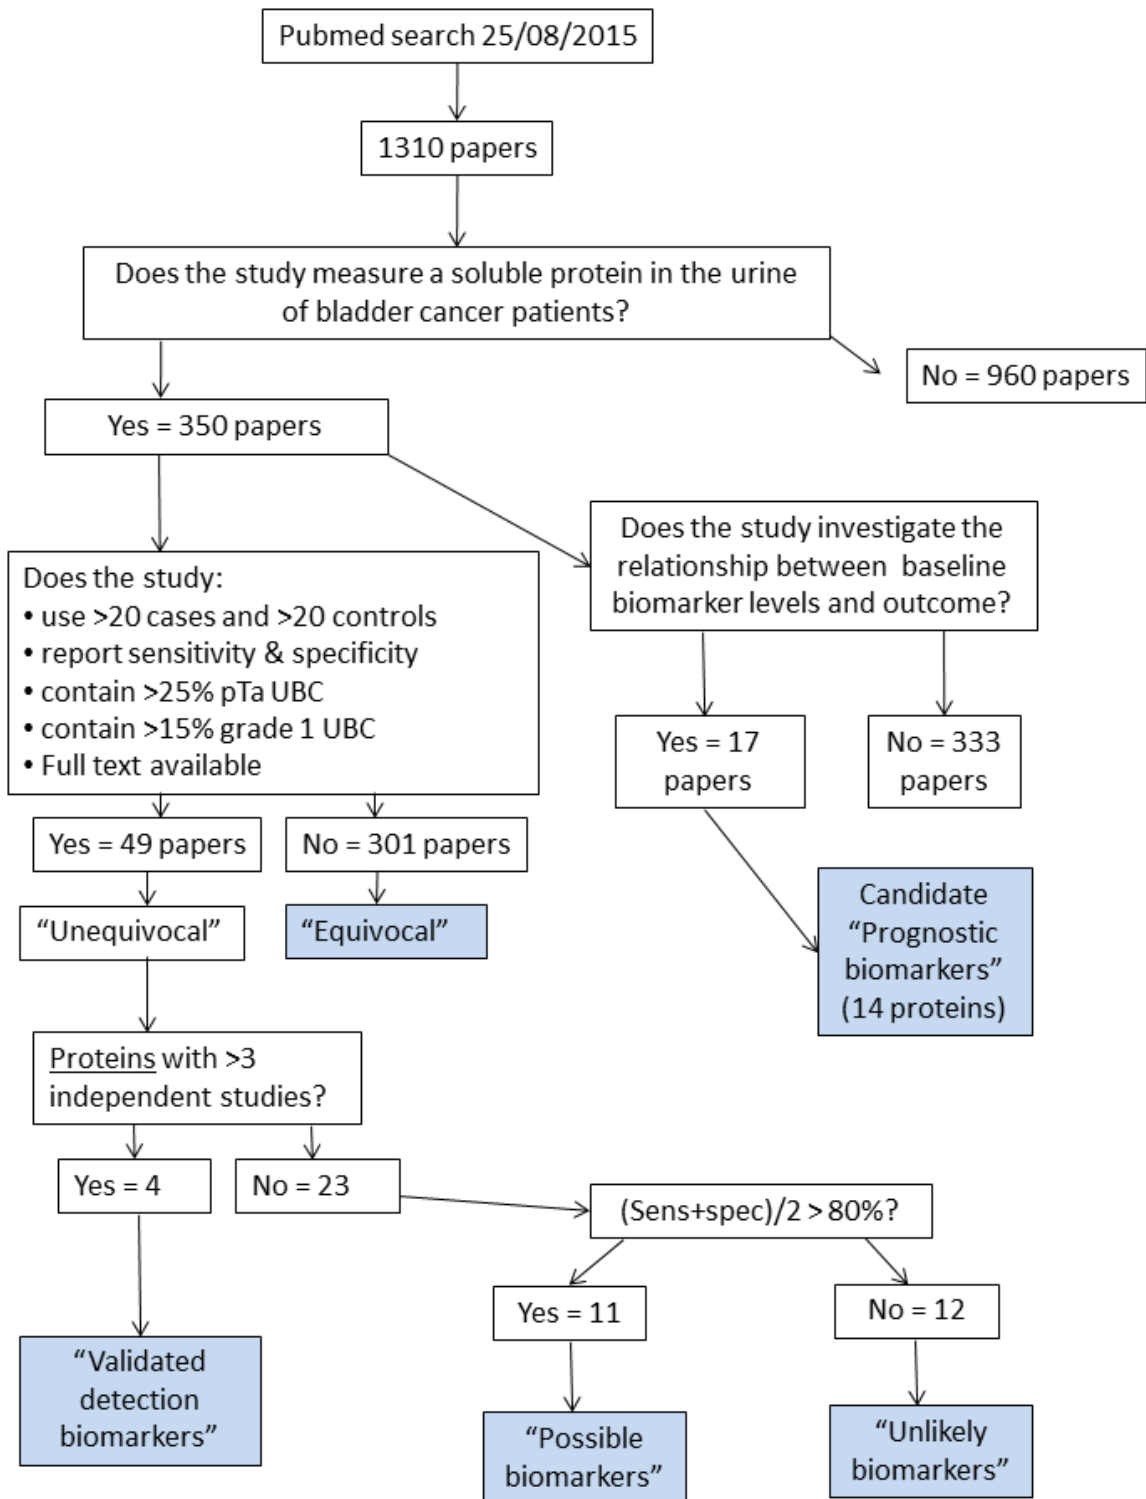 Pubmed search 25/08/2015
1310 papers
Does the study measure a soluble protein in the urine
of bladder cancer patients?
No = 960 papers
Yes = 350 papers
Does the study investigate the
relationship between baseline
biomarker levels and outcome?
Does the study:
• use >20 cases and >20 controls
• report sensitivity & specificity
• contain >25% pTa UBC
• contain >15% grade 1 UBC
• Full text available
Yes = 17
papers
No = 333
papers
Yes = 49 papers
No = 301 papers
Candidate
“Prognostic
biomarkers”
(14 proteins)
“Unequivocal”
“Equivocal”
Proteins with >3
independent studies?
Yes = 4
No = 23
(Sens+spec)/2 > 80%?
Yes = 11
No = 12
“Validated
detection
biomarkers”
“Possible
biomarkers”
“Unlikely
biomarkers”